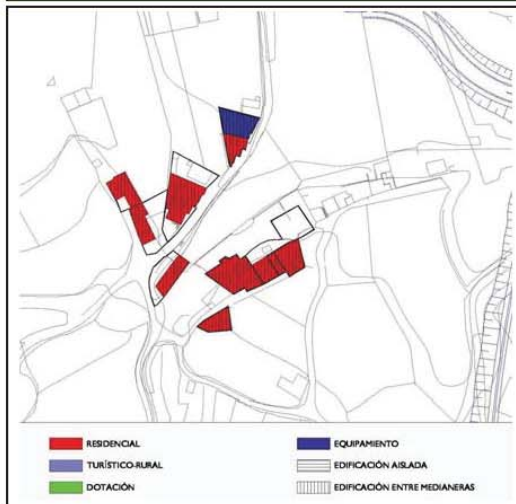 RESIDENCIAL
TURÍSTICO-RURAL
DOTACIÓN
EQUIPAMIENTO
EDIFICACIÓN AISLADA
EDIFICACIÓN ENTRE MEDIANERAS